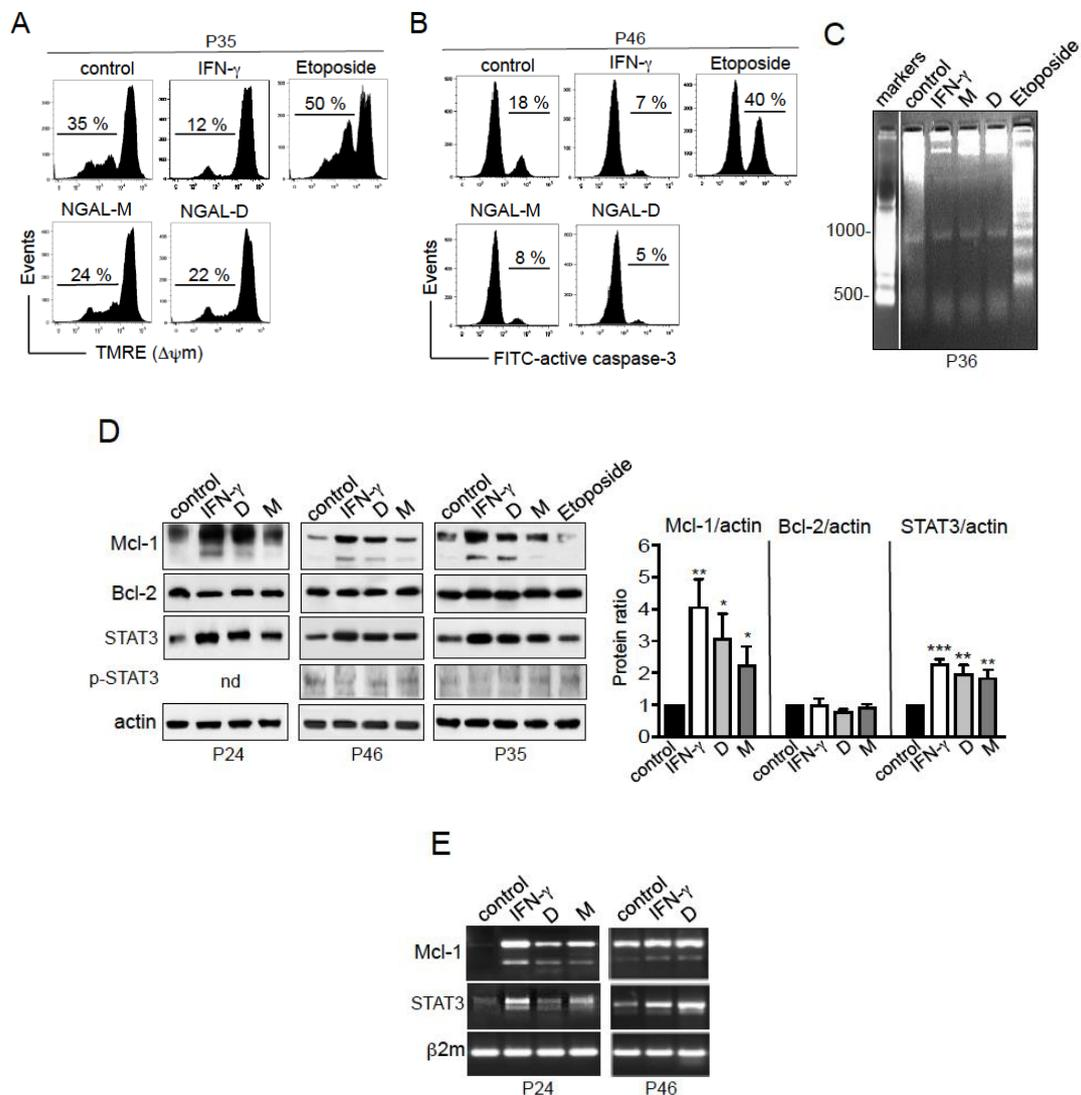 A
P35
control
IFN-γ
Etoposide
35 %
12 %
50 %
NGAL-M
NGAL-D
24 %
22 %
Events
TMRE (Δψm)
B
P46
control
IFN-γ
Etoposide
18 %
7 %
40 %
NGAL-M
NGAL-D
8 %
5 %
Events
FITC-active caspase-3
C
markers
control
IFN-γ
M
D
Etoposide
1000-
500-
P36
D
control IFN-γ D M
control IFN-γ D M
control IFN-γ D M Etoposide
Mcl-1
Bcl-2
STAT3
p-STAT3
nd
actin
P24
P46
P35
Mcl-1/actin
Bcl-2/actin
STAT3/actin
Protein ratio
6
5
4
3
2
1
0
**
*
*
***
**
**
control IFN-γ D M
control IFN-γ D M
control IFN-γ D M
E
control IFN-γ D M
control IFN-γ D
Mcl-1
STAT3
β2m
P24
P46